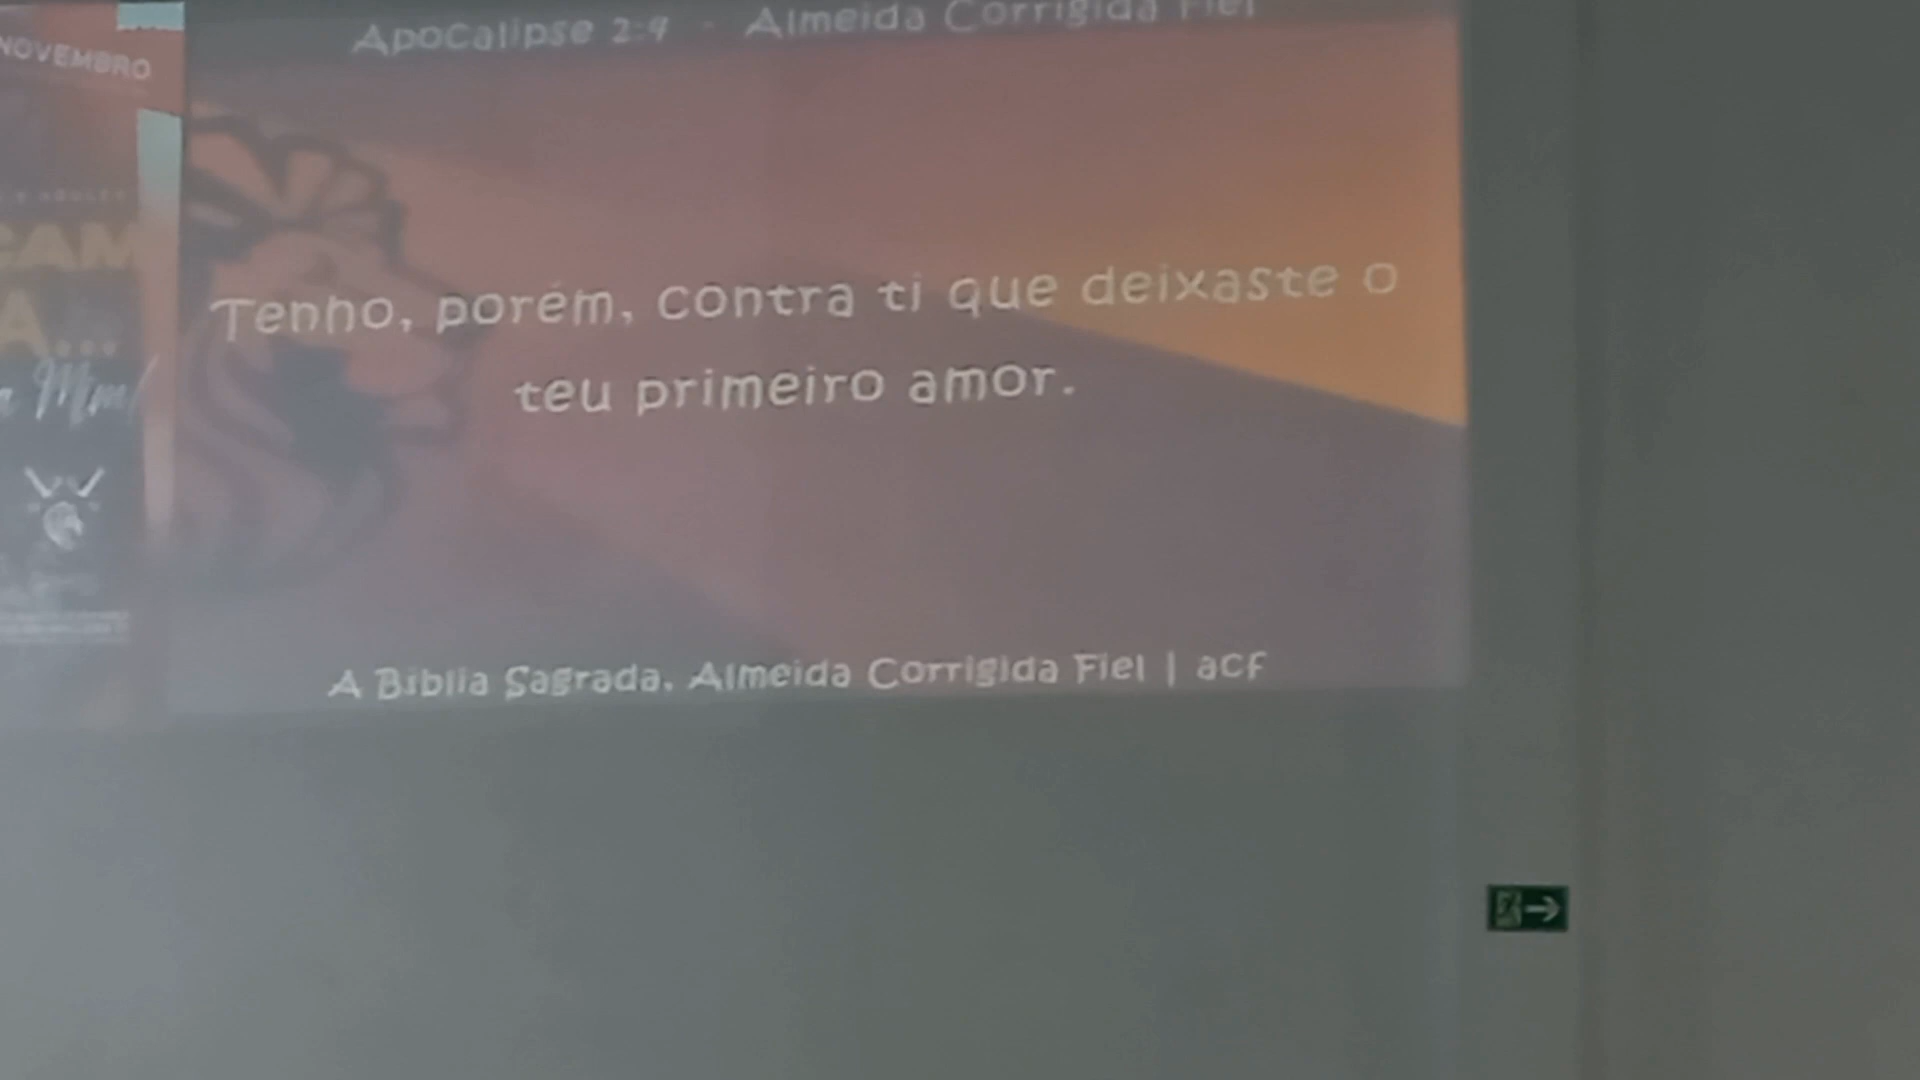 Apocalipse 2:4 - Almeida Corrigida Fiel
NOVEMBRO
Tenho, porém, contra ti que deixaste o
teu primeiro amor.
A Bíblia Sagrada. Almeida Corrigida Fiel | acf